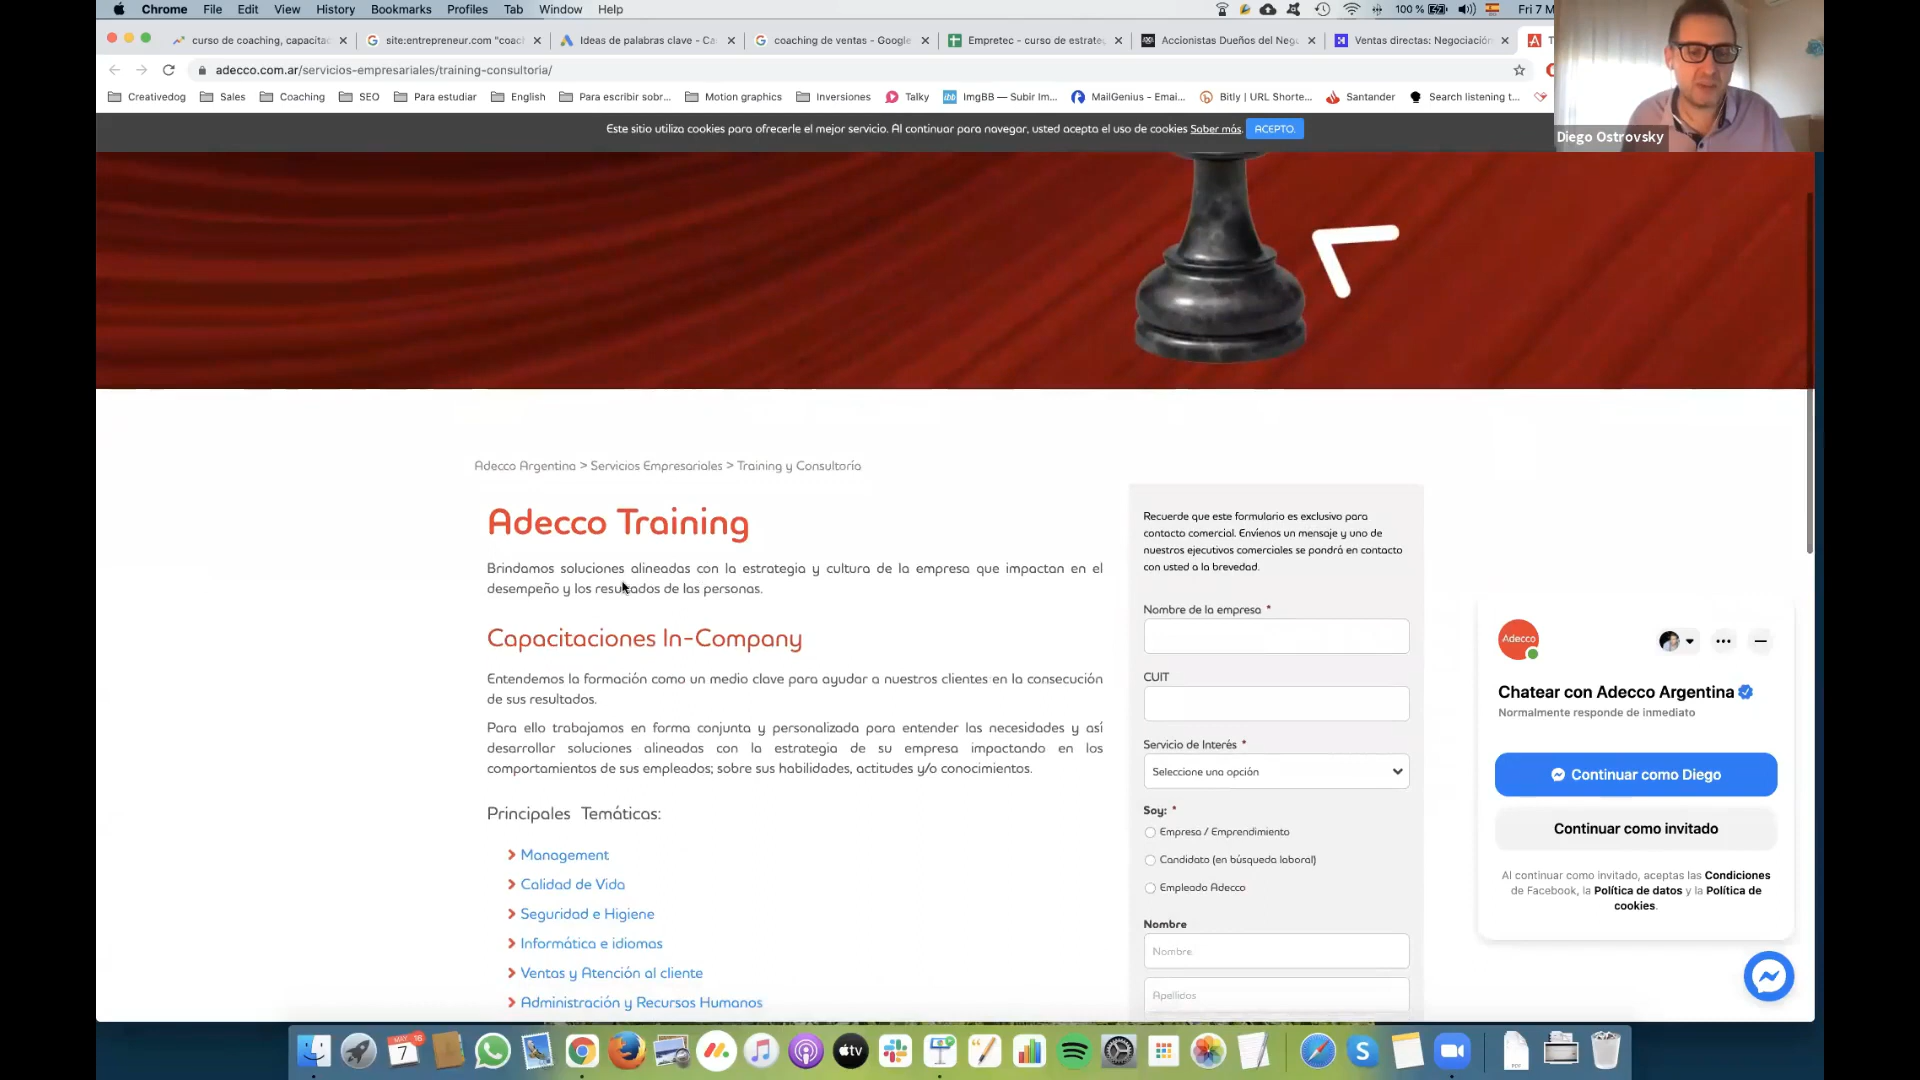 Chrome File Edit View History Bookmarks Profiles Tab Window Help
100 %
Fri 7 M
curso de coaching, capacitac
site:entrepreneur.com "coac
Ideas de palabras clave - Ca
coaching de ventas - Google
Empretec - curso de estrate
Accionistas Dueños del Neg
Ventas directas: Negociación
adecco.com.ar/servicios-empresariales/training-consultoria/
Creativedog Sales Coaching SEO Para estudiar English Para escribir sobr... Motion graphics Inversiones Talky ImgBB — Subir Im... MailGenius – Emai... Bitly | URL Shorte... Santander Search listening t...
Este sitio utiliza cookies para ofrecerle el mejor servicio. Al continuar para navegar, usted acepta el uso de cookies Saber más. ACEPTO.
Diego Ostrovsky
Adecco Argentina > Servicios Empresariales > Training y Consultoría
Adecco Training
Brindamos soluciones alineadas con la estrategia y cultura de la empresa que impactan en el
desempeño y los resultados de las personas.
Capacitaciones In-Company
Entendemos la formación como un medio clave para ayudar a nuestros clientes en la consecución
de sus resultados.
Para ello trabajamos en forma conjunta y personalizada para entender las necesidades y así
desarrollar soluciones alineadas con la estrategia de su empresa impactando en los
comportamientos de sus empleados; sobre sus habilidades, actitudes y/o conocimientos.
Principales Temáticas:
Management
Calidad de Vida
Seguridad e Higiene
Informática e idiomas
Ventas y Atención al cliente
Administración y Recursos Humanos
Recuerde que este formulario es exclusivo para
contacto comercial. Envíenos un mensaje y uno de
nuestros ejecutivos comerciales se pondrá en contacto
con usted a la brevedad.
Nombre de la empresa *
CUIT
Servicio de Interés *
Seleccione una opción
Soy: *
Empresa / Emprendimiento
Candidato (en búsqueda laboral)
Empleado Adecco
Nombre
Nombre
Apellidos
Adecco
Chatear con Adecco Argentina
Normalmente responde de inmediato
Continuar como Diego
Continuar como invitado
Al continuar como invitado, aceptas las Condiciones
de Facebook, la Política de datos y la Política de
cookies.
MAY
7
16
tv
S
PDF